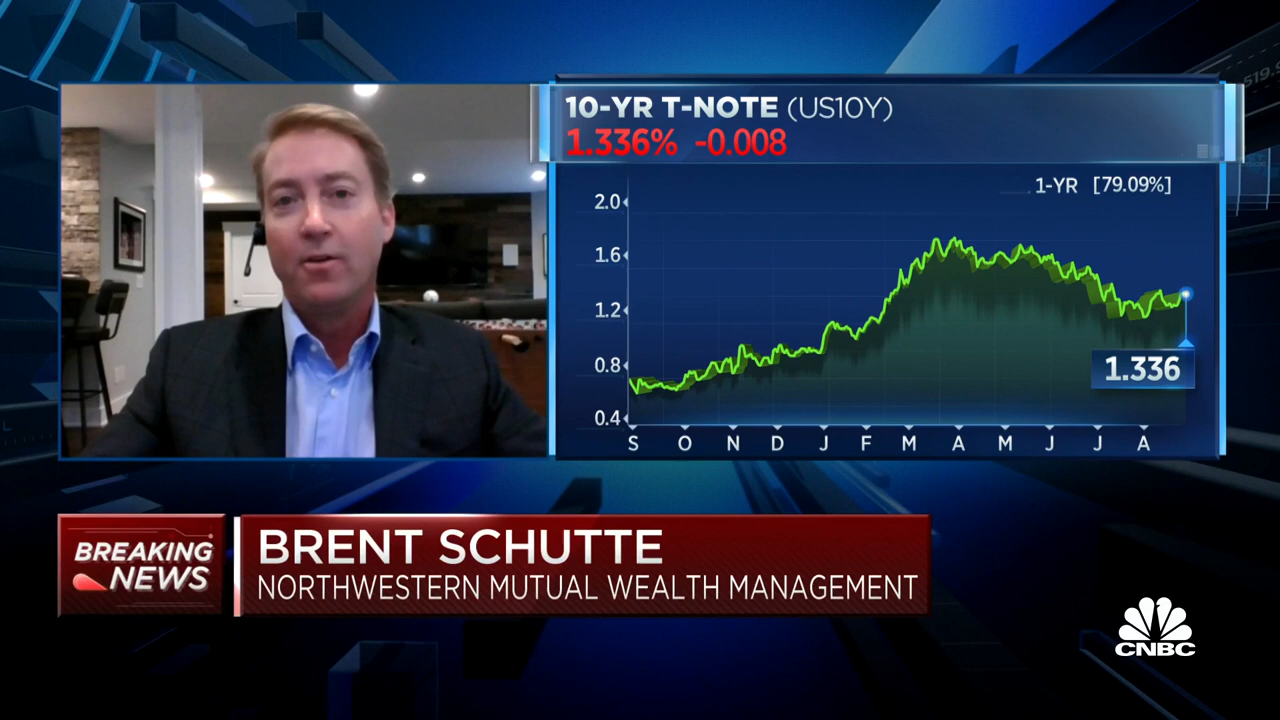 10-YR T-NOTE (US10Y)
1.336% -0.008
1-YR [79.09%]
2.0
1.6
1.2
0.8
0.4
1.336
S O N D J F M A M J J A
BREAKING
NEWS
BRENT SCHUTTE
NORTHWESTERN MUTUAL WEALTH MANAGEMENT
CNBC